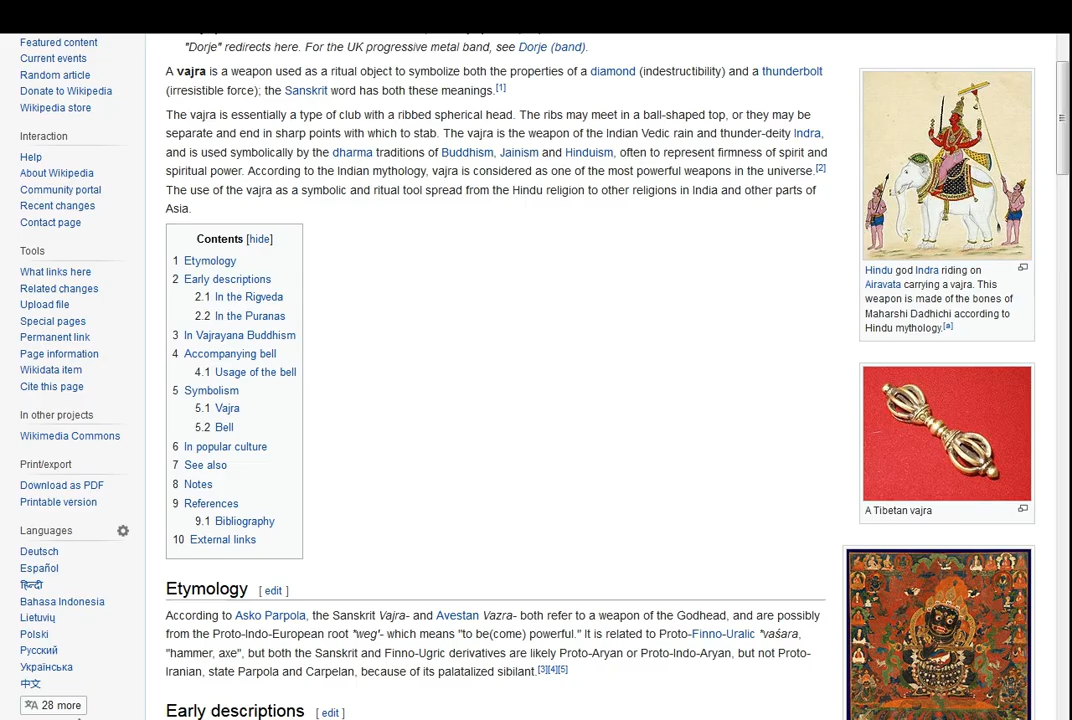 Featured content
Current events
Random article
Donate to Wikipedia
Wikipedia store
Interaction
Help
About Wikipedia
Community portal
Recent changes
Contact page
Tools
What links here
Related changes
Upload file
Special pages
Permanent link
Page information
Wikidata item
Cite this page
In other projects
Wikimedia Commons
Print/export
Download as PDF
Printable version
Languages
Deutsch
Español
हिन्दी
Bahasa Indonesia
Lietuvių
Polski
Русский
Українська
中文
28 more
"Dorje" redirects here. For the UK progressive metal band, see Dorje (band).
A vajra is a weapon used as a ritual object to symbolize both the properties of a diamond (indestructibility) and a thunderbolt
(irresistible force); the Sanskrit word has both these meanings.[1]
The vajra is essentially a type of club with a ribbed spherical head. The ribs may meet in a ball-shaped top, or they may be
separate and end in sharp points with which to stab. The vajra is the weapon of the Indian Vedic rain and thunder-deity Indra,
and is used symbolically by the dharma traditions of Buddhism, Jainism and Hinduism, often to represent firmness of spirit and
spiritual power. According to the Indian mythology, vajra is considered as one of the most powerful weapons in the universe.[2]
The use of the vajra as a symbolic and ritual tool spread from the Hindu religion to other religions in India and other parts of
Asia.
Contents [hide]
1 Etymology
2 Early descriptions
2.1 In the Rigveda
2.2 In the Puranas
3 In Vajrayana Buddhism
4 Accompanying bell
4.1 Usage of the bell
5 Symbolism
5.1 Vajra
5.2 Bell
6 In popular culture
7 See also
8 Notes
9 References
9.1 Bibliography
10 External links
Etymology [ edit ]
According to Asko Parpola, the Sanskrit Vajra- and Avestan Vazra- both refer to a weapon of the Godhead, and are possibly
from the Proto-Indo-European root *weg'- which means "to be(come) powerful." It is related to Proto-Finno-Uralic *vaśara,
"hammer, axe", but both the Sanskrit and Finno-Ugric derivatives are likely Proto-Aryan or Proto-Indo-Aryan, but not Proto-
Iranian, state Parpola and Carpelan, because of its palatalized sibilant.[3][4][5]
Early descriptions [ edit ]
Hindu god Indra riding on
Airavata carrying a vajra. This
weapon is made of the bones of
Maharshi Dadhichi according to
Hindu mythology.[a]
A Tibetan vajra